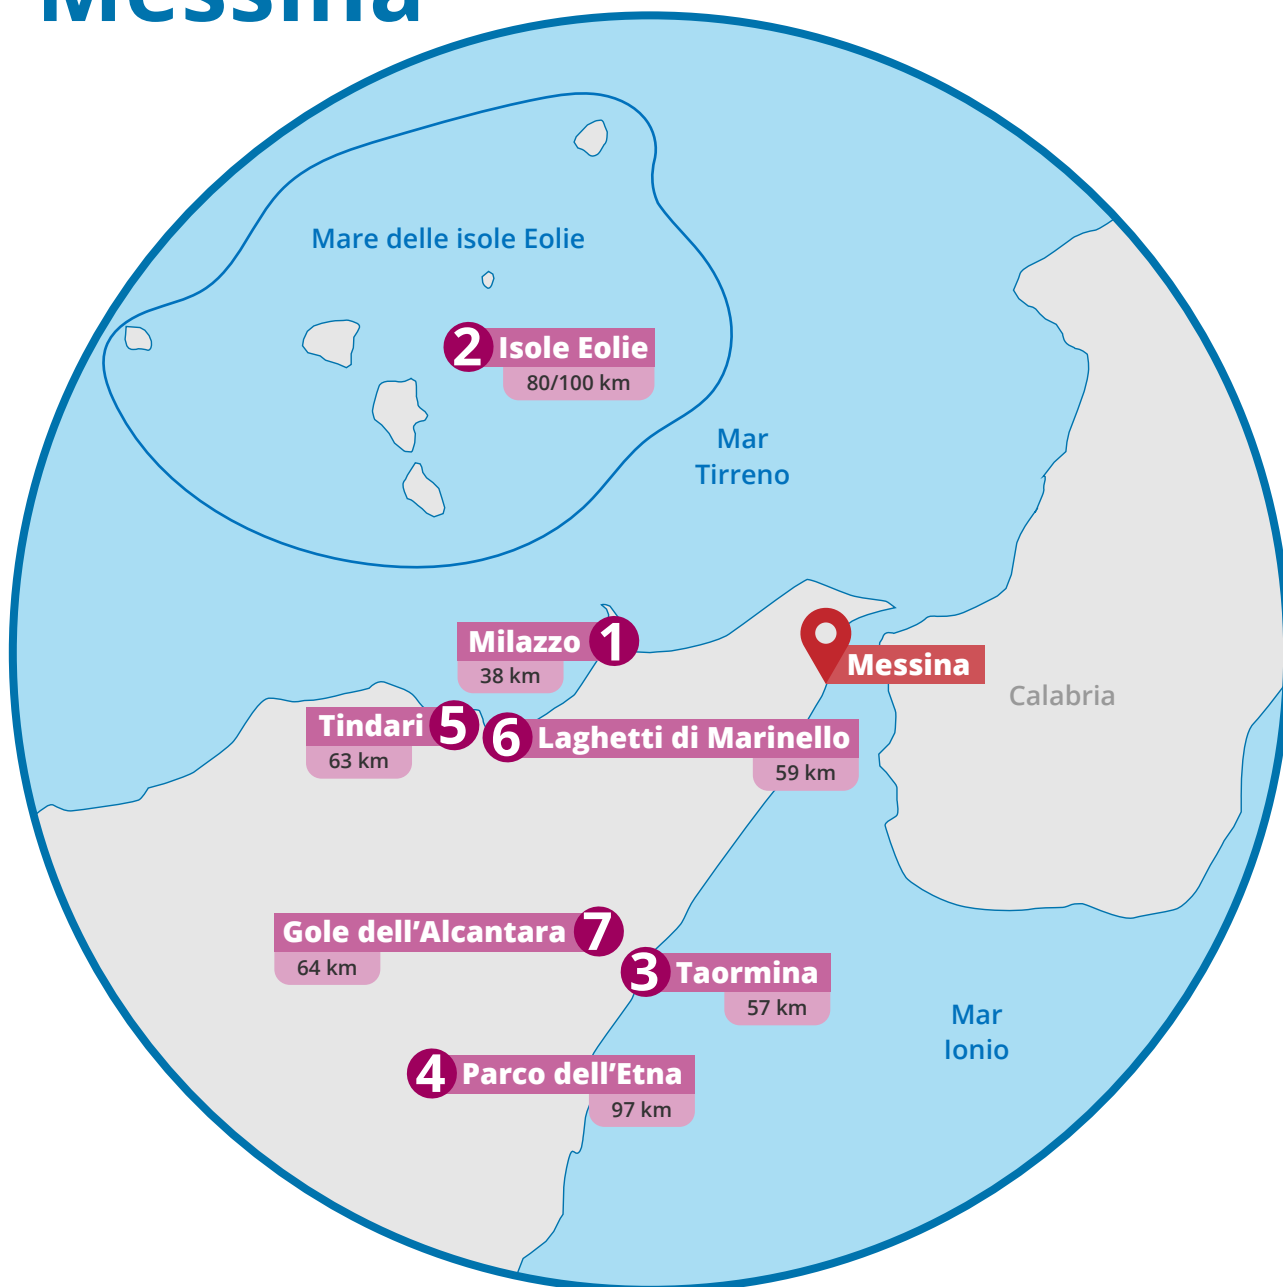 Messina
Mare delle isole Eolie
2 Isole Eolie
80/100 km
Mar
Tirreno
Milazzo 1
38 km
Messina
Calabria
Tindari 5
63 km
6 Laghetti di Marinello
59 km
Gole dell’Alcantara 7
64 km
3 Taormina
57 km
Mar
Ionio
4 Parco dell’Etna
97 km